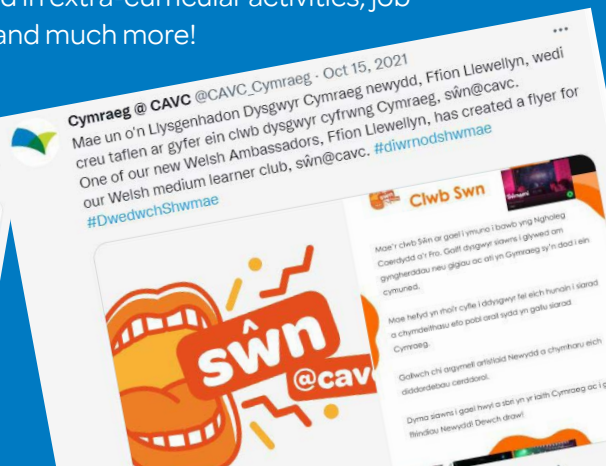 d in extra-curricular activities, job
and much more!
Cymraeg @ CAVC @CAVC_Cymraeg · Oct 15, 2021
Mae un o'n Llysgenhadon Dysgwyr Cymraeg newydd, Ffion Llewellyn, wedi
creu taflen ar gyfer ein clwb dysgwyr cyfrwng Cymraeg, sŵn@cavc.
One of our new Welsh Ambassadors, Ffion Llewellyn, has created a flyer for
our Welsh medium learner club, sŵn@cavc. #diwrnodshwmae
#DwedwchShwmae
sŵn
@cav
Clwb Swn
Mae'r clwb Sŵn ar gael i ymuno i bawb yng Ngholeg
Caerdydd a'r Fro. Gaiff dysgwyr siawns i glywed am
gyngherddau neu gigiau ac ati yn Gymraeg sy'n dod i ein
cymuned.
Mae hefyd yn rhoi'r cyfle i ddysgwyr fel eich hunain i siarad
a chymdeithasu efo pobl arall sydd yn gallu siarad
Cymraeg.
Gallwch chi argymell artistiaid Newydd a chymharu eich
diddordebau cerddorol.
Dyma siawns i gael hwyl a sbri yn yr iaith Cymraeg ac i g
ffrindiau Newydd! Dewch draw!